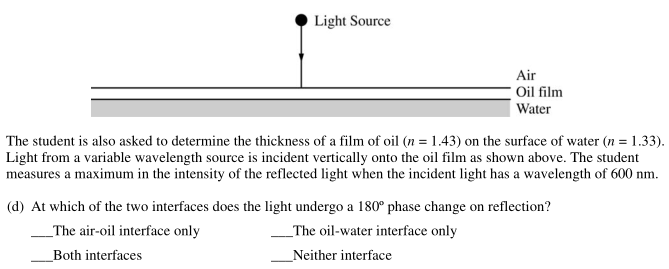 Light Source
Air
Oil film
Water
The student is also asked to determine the thickness of a film of oil (n = 1.43) on the surface of water (n = 1.33).
Light from a variable wavelength source is incident vertically onto the oil film as shown above. The student
measures a maximum in the intensity of the reflected light when the incident light has a wavelength of 600 nm.
(d) At which of the two interfaces does the light undergo a 180º phase change on reflection?
___The air-oil interface only ___The oil-water interface only
___Both interfaces ___Neither interface